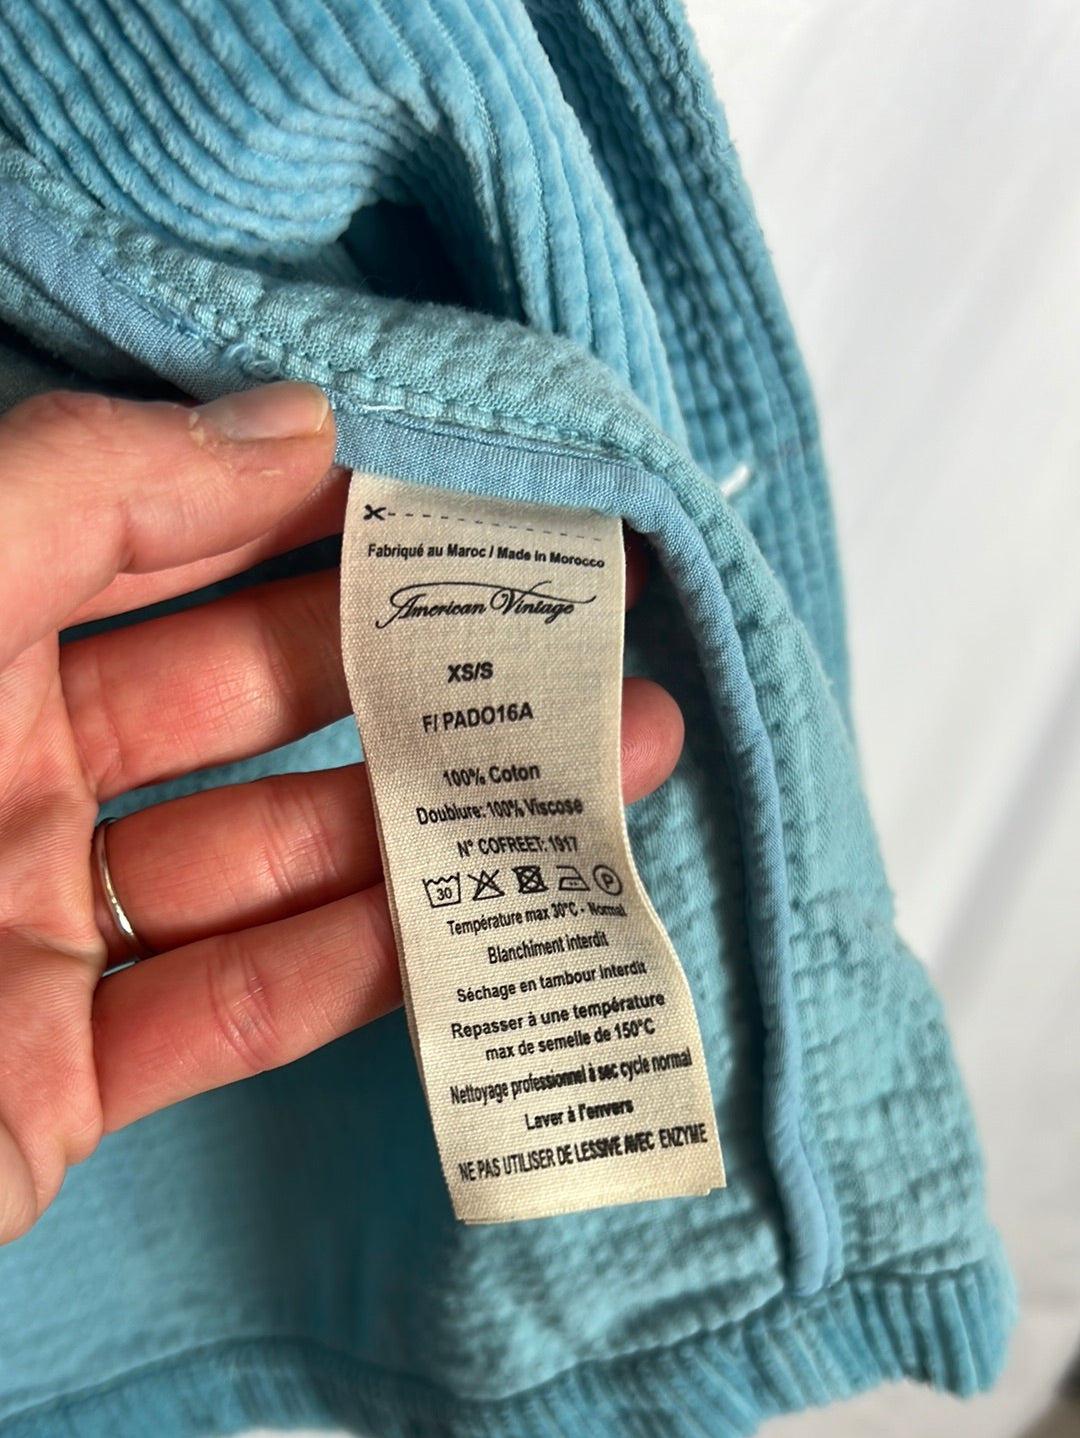 Fabriqué au Maroc / Made in Morocco
American Vintage
XS/S
F/ PADO16A
100% Coton
Doublure: 100% Viscose
N° COFREET: 1917
30 P
Température max 30°C - Normal
Blanchiment interdit
Séchage en tambour interdit
Repasser à une température
max de semelle de 150°C
Nettoyage professionnel à sec cycle normal
Laver à l'envers
NE PAS UTILISER DE LESSIVE AVEC ENZYME